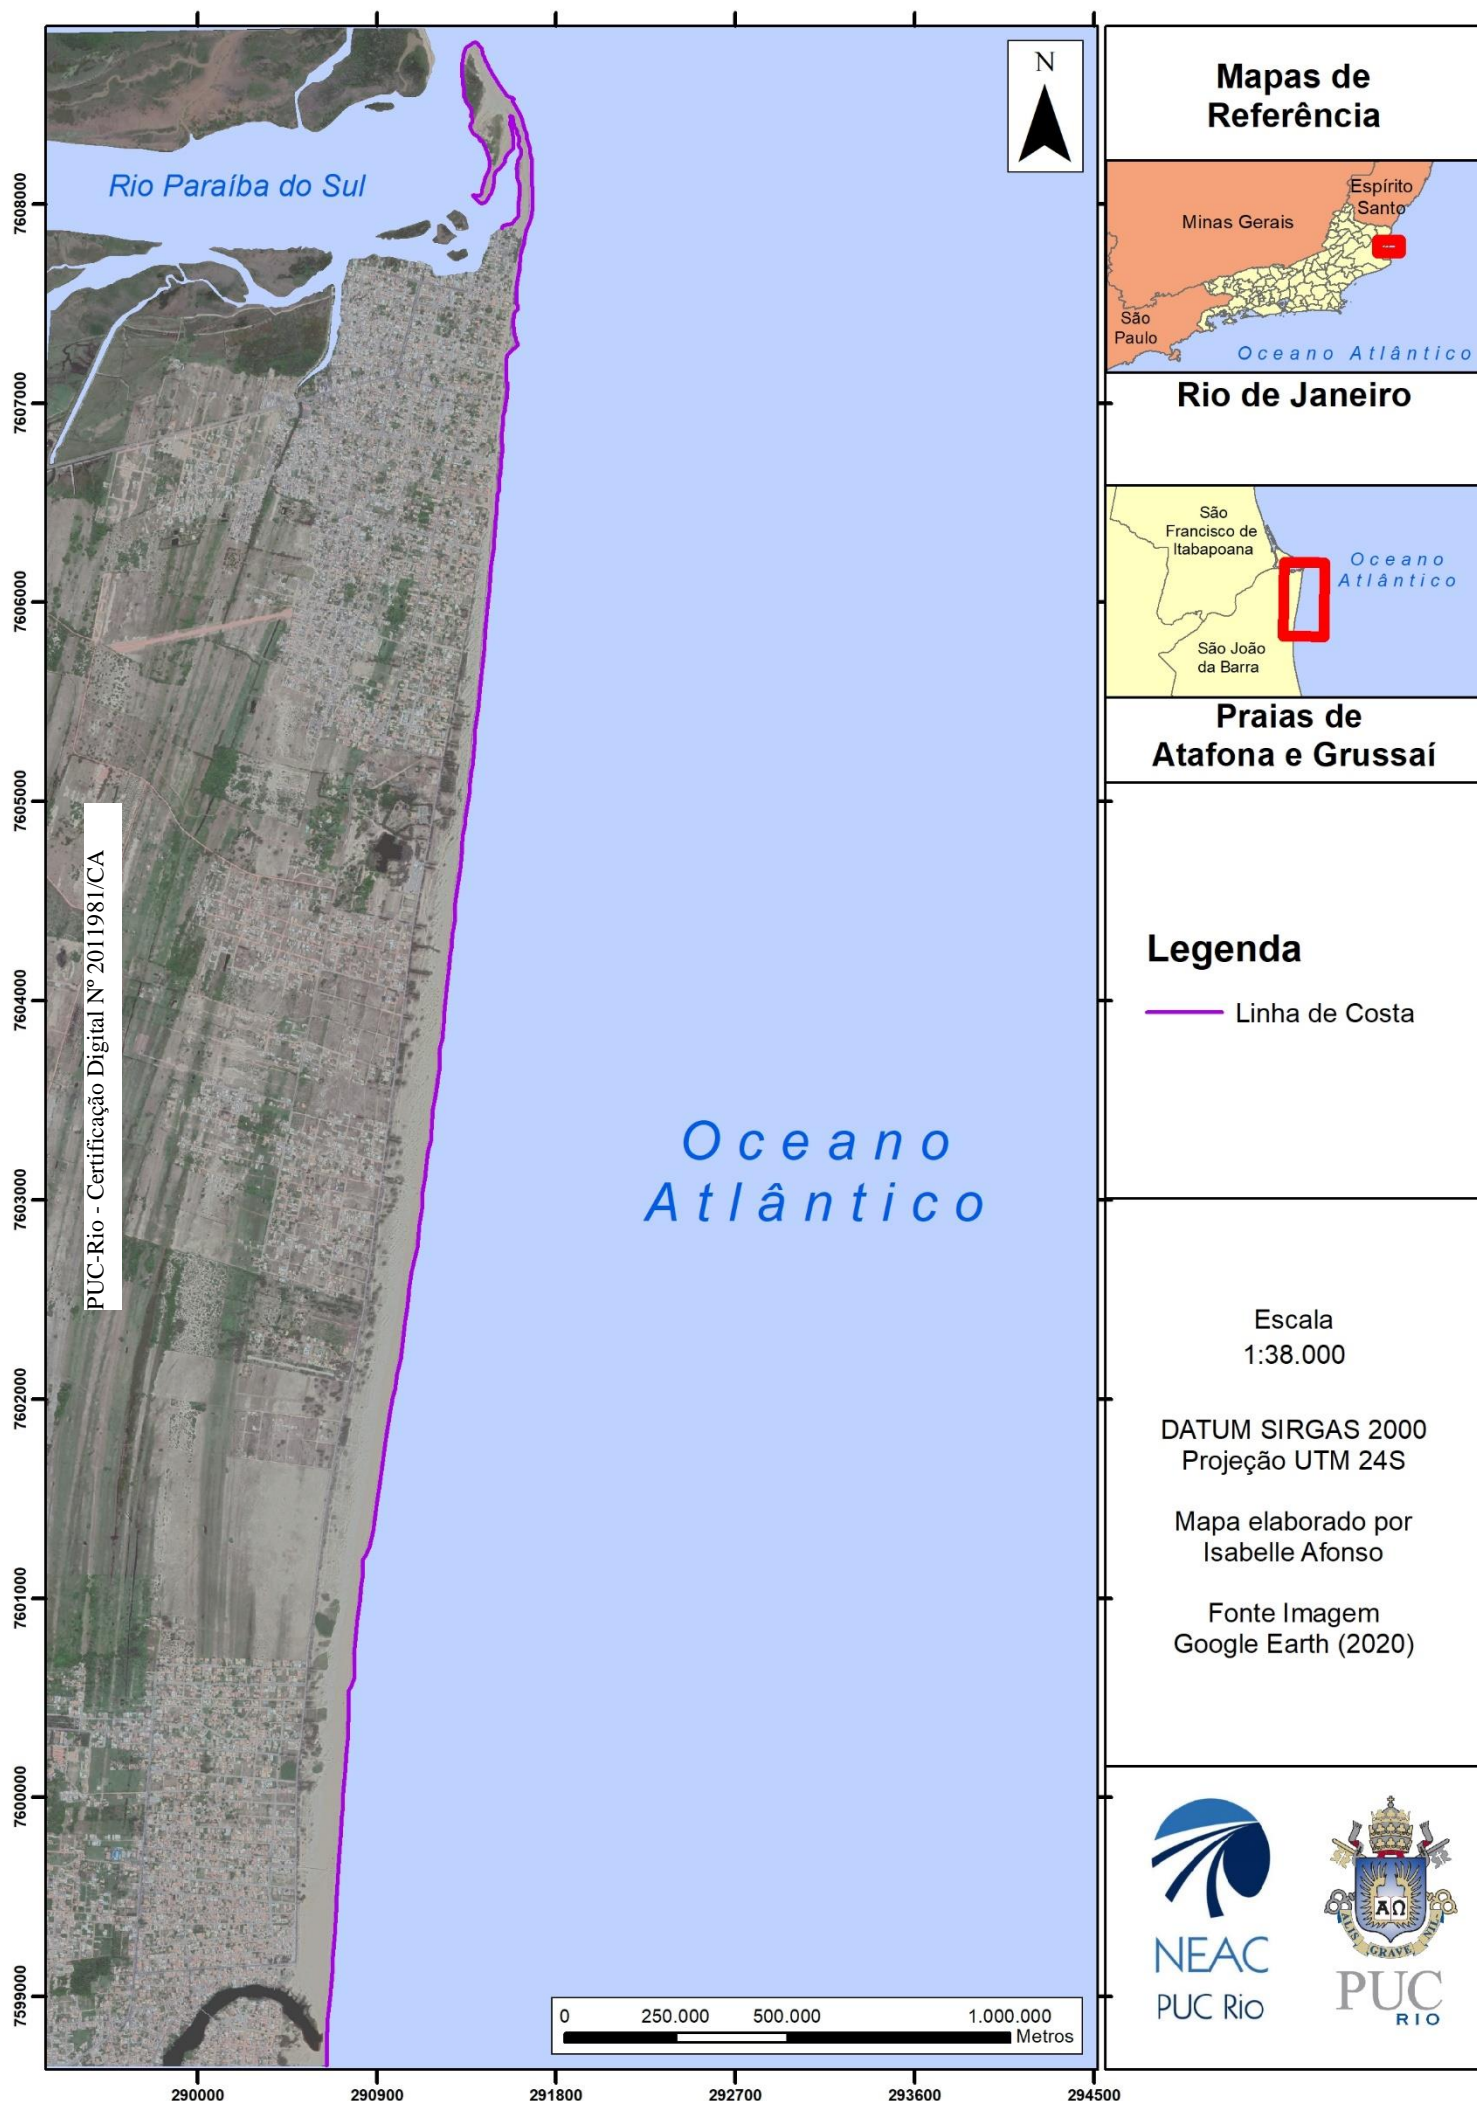 N
Rio Paraíba do Sul
7608000
7607000
7606000
7605000
7604000
7603000
7602000
7601000
7600000
7599000
PUC-Rio - Certificação Digital Nº 2011981/CA
Oceano
Atlântico
0 250.000 500.000 1.000.000
Metros
290000 290900 291800 292700 293600 294500
Mapas de
Referência
Espírito
Santo
Minas Gerais
São
Paulo
Oceano Atlântico
Rio de Janeiro
São
Francisco de
Itabapoana
Oceano
Atlântico
São João
da Barra
Praias de
Atafona e Grussaí
Legenda
Linha de Costa
Escala
1:38.000
DATUM SIRGAS 2000
Projeção UTM 24S
Mapa elaborado por
Isabelle Afonso
Fonte Imagem
Google Earth (2020)
NEAC
PUC Rio
ΑΩ
ALIS GRAVE NIL
PUC
RIO